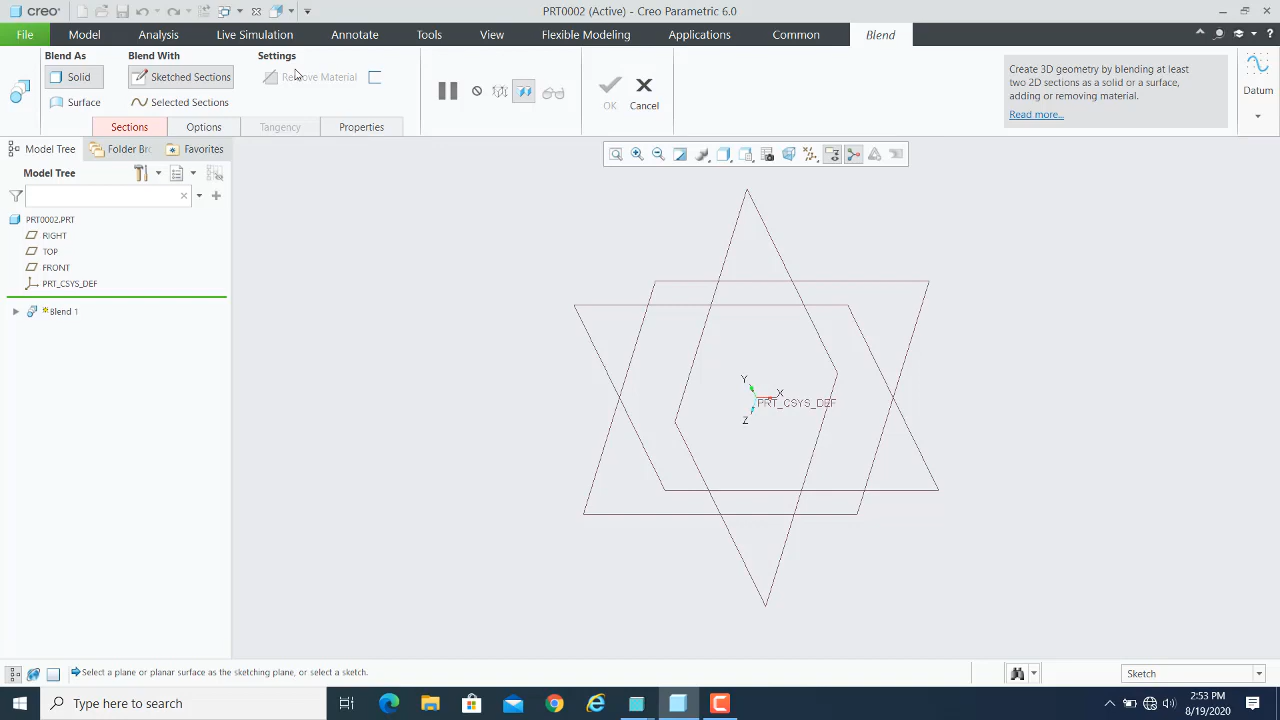 creo
PRT0002 (Active) - Creo Parametric 6.0
File
Model
Analysis
Live Simulation
Annotate
Tools
View
Flexible Modeling
Applications
Common
Blend
Blend As
Blend With
Settings
Solid
Sketched Sections
Remove Material
Surface
Selected Sections
OK
Cancel
Create 3D geometry by blending at least
two 2D sections as a solid or a surface,
adding or removing material.
Read more...
Datum
Sections
Options
Tangency
Properties
Model Tree
Folder Br
Favorites
Model Tree
PRT0002.PRT
RIGHT
TOP
FRONT
PRT_CSYS_DEF
Blend 1
Y
X
PRT_CSYS_DEF
Z
Select a plane or planar surface as the sketching plane, or select a sketch.
Sketch
Type here to search
2:53 PM
8/19/2020